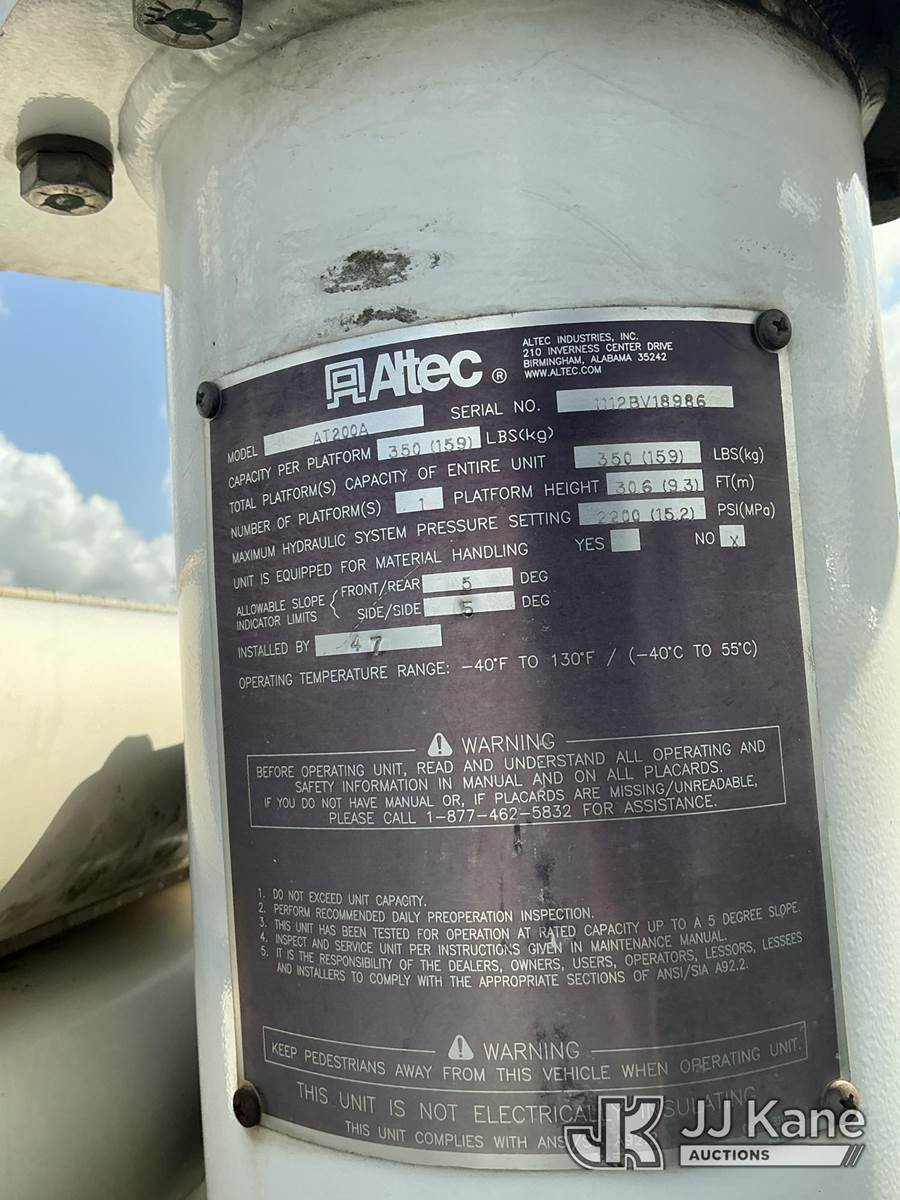 Altec ®
ALTEC INDUSTRIES, INC.
210 INVERNESS CENTER DRIVE
BIRMINGHAM, ALABAMA 35242
WWW.ALTEC.COM
MODEL AT200A SERIAL NO. 1112BV18986
CAPACITY PER PLATFORM 350 (159) LBS(kg)
TOTAL PLATFORM(S) CAPACITY OF ENTIRE UNIT 350 (159) LBS(kg)
NUMBER OF PLATFORM(S) 1 PLATFORM HEIGHT 30.6 (9.3) FT(m)
MAXIMUM HYDRAULIC SYSTEM PRESSURE SETTING 2200 (15.2) PSI(MPa)
UNIT IS EQUIPPED FOR MATERIAL HANDLING YES NO X
ALLOWABLE SLOPE INDICATOR LIMITS { FRONT/REAR 5 DEG
SIDE/SIDE 5 DEG
INSTALLED BY 47
OPERATING TEMPERATURE RANGE: -40°F TO 130°F / (-40°C TO 55°C)
WARNING
BEFORE OPERATING UNIT, READ AND UNDERSTAND ALL OPERATING AND
SAFETY INFORMATION IN MANUAL AND ON ALL PLACARDS.
IF YOU DO NOT HAVE MANUAL OR, IF PLACARDS ARE MISSING/UNREADABLE,
PLEASE CALL 1-877-462-5832 FOR ASSISTANCE.
1. DO NOT EXCEED UNIT CAPACITY.
2. PERFORM RECOMMENDED DAILY PREOPERATION INSPECTION.
3. THIS UNIT HAS BEEN TESTED FOR OPERATION AT RATED CAPACITY UP TO A 5 DEGREE SLOPE.
4. INSPECT AND SERVICE UNIT PER INSTRUCTIONS GIVEN IN MAINTENANCE MANUAL.
5. IT IS THE RESPONSIBILITY OF THE DEALERS, OWNERS, USERS, OPERATORS, LESSORS, LESSEES
AND INSTALLERS TO COMPLY WITH THE APPROPRIATE SECTIONS OF ANSI/SIA A92.2.
WARNING
KEEP PEDESTRIANS AWAY FROM THIS VEHICLE WHEN OPERATING UNIT.
THIS UNIT IS NOT ELECTRICALLY INSULATING
THIS UNIT COMPLIES WITH
JK JJ Kane
AUCTIONS